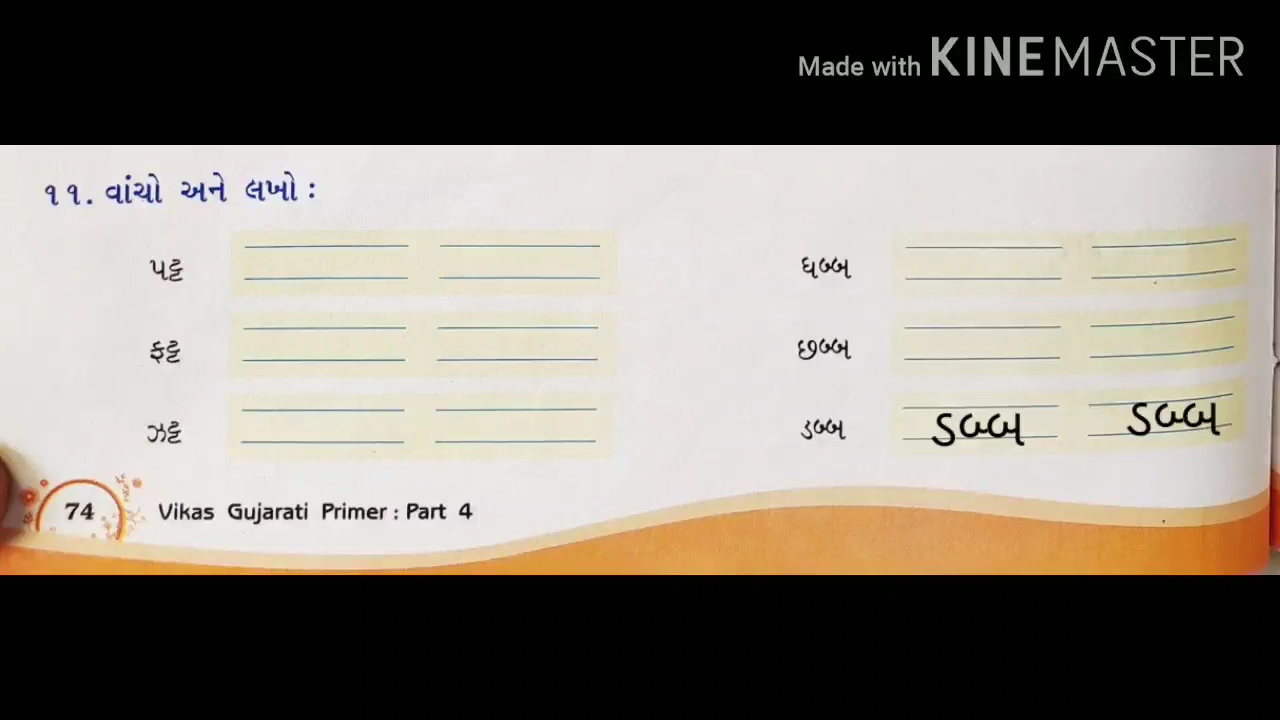 Made with KINEMASTER
૧૧. વાંચો અને લખો :
પટ્ટ ધબ્બ
ફટ્ટ છબ્બ
ઝટ્ટ ડબ્બ ડબ્બ ડબ્બ
74 Vikas Gujarati Primer : Part 4